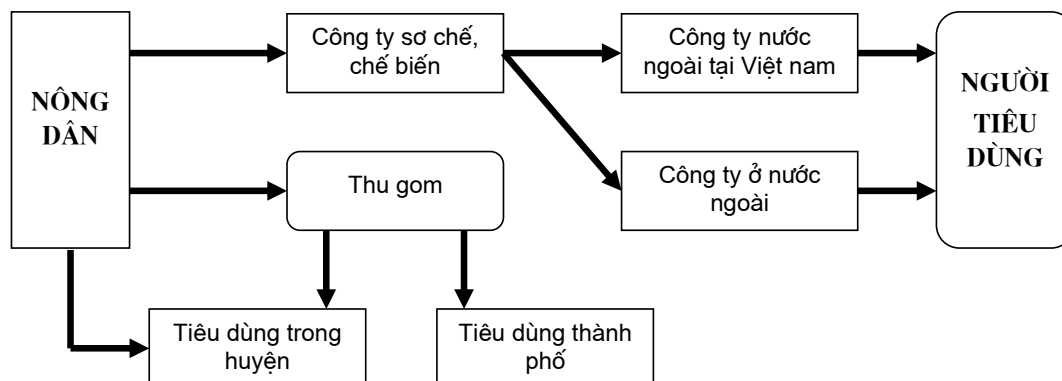 NÔNG
DÂN
Công ty sơ chế,
chế biến
Công ty nước
ngoài tại Việt nam
NGƯỜI
TIÊU
DÙNG
Thu gom
Công ty ở nước
ngoài
Tiêu dùng trong
huyện
Tiêu dùng thành
phố